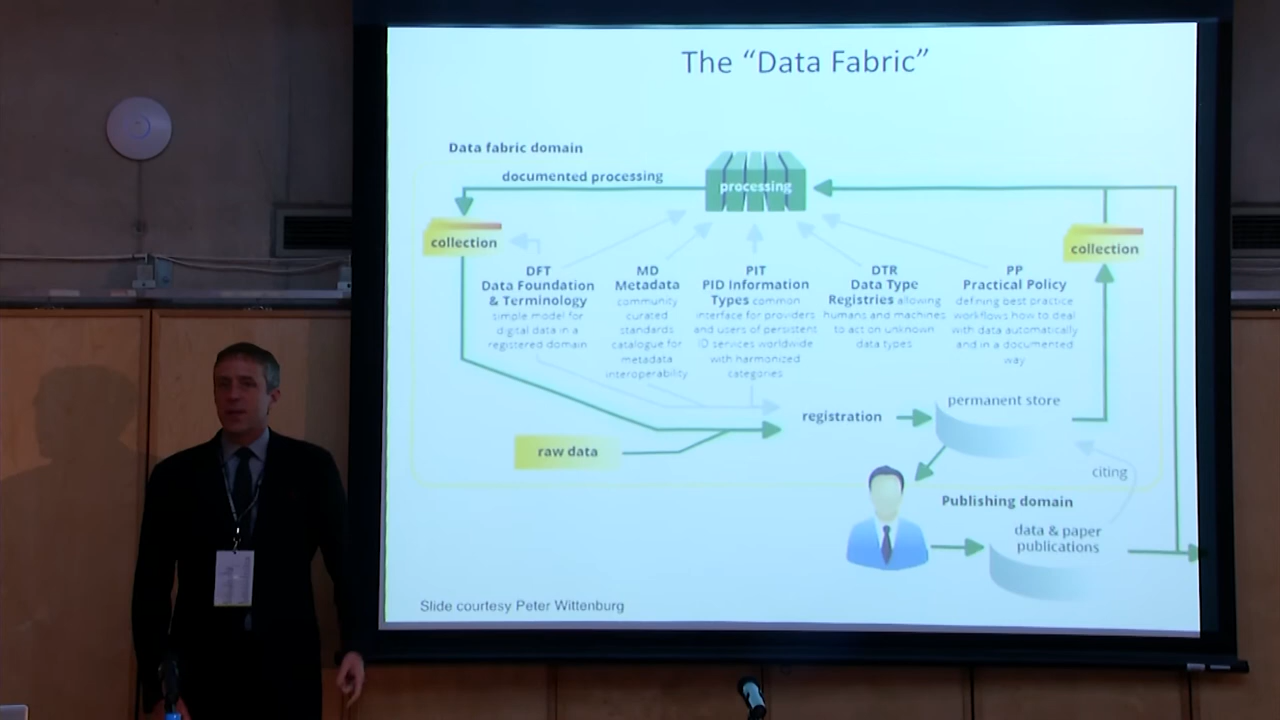 The “Data Fabric”
Data fabric domain
documented processing
processing
collection
collection
DFT
Data Foundation
& Terminology
simple model for
digital data in a
registered domain
MD
Metadata
community
curated
standards
catalogue for
metadata
interoperability
PIT
PID Information
Types common
interface for providers
and users of persistent
ID services worldwide
with harmonized
categories
DTR
Data Type
Registries allowing
humans and machines
to act on unknown
data types
PP
Practical Policy
defining best practice
workflows how to deal
with data automatically
and in a documented
way
permanent store
registration
raw data
citing
Publishing domain
data & paper
publications
Slide courtesy Peter Wittenburg